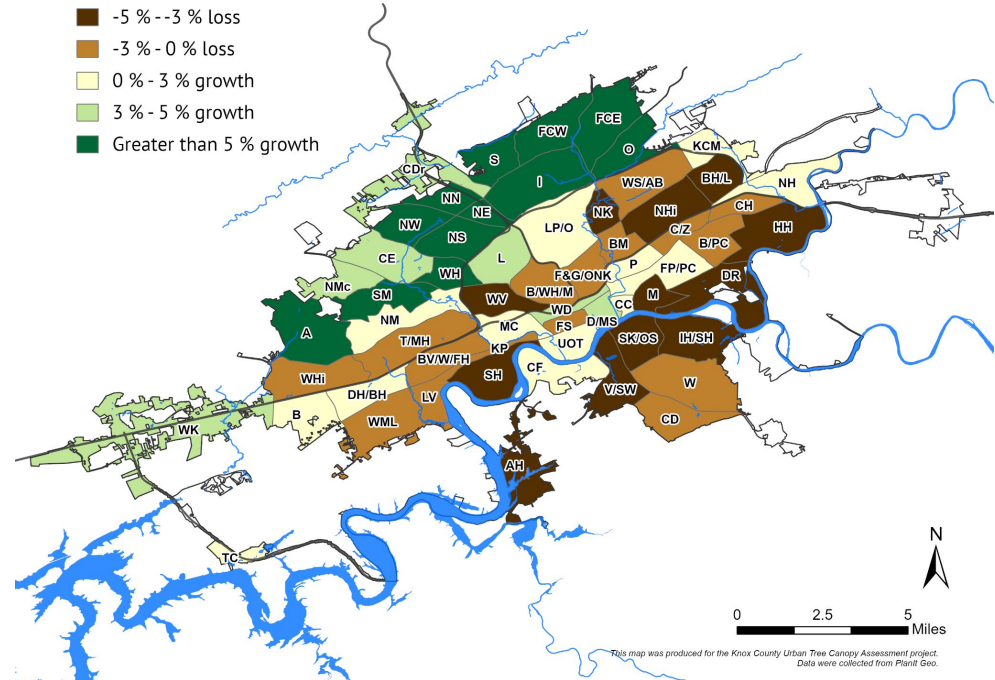 -5 % --3 % loss
-3 % - 0 % loss
0 % - 3 % growth
3 % - 5 % growth
Greater than 5 % growth
FCE
FCW
KCM
O
S
CDr
I
WS/AB
BH/L
NH
NN
NE
NK
NHi
CH
NW
NS
LP/O
C/Z
HH
BM
B/PC
CE
L
P
FP/PC
WH
F&G/ONK
DR
NMc
SM
B/WH/M
M
WV
CC
WD
NM
MC
FS
D/MS
A
T/MH
KP
UOT
SK/OS
IH/SH
BV/W/FH
CF
WHi
SH
W
DH/BH
LV
V/SW
B
WML
CD
WK
AH
TC
N
0
2.5
5
Miles
This map was produced for the Knox County Urban Tree Canopy Assessment project.
Data were collected from PlanIt Geo.